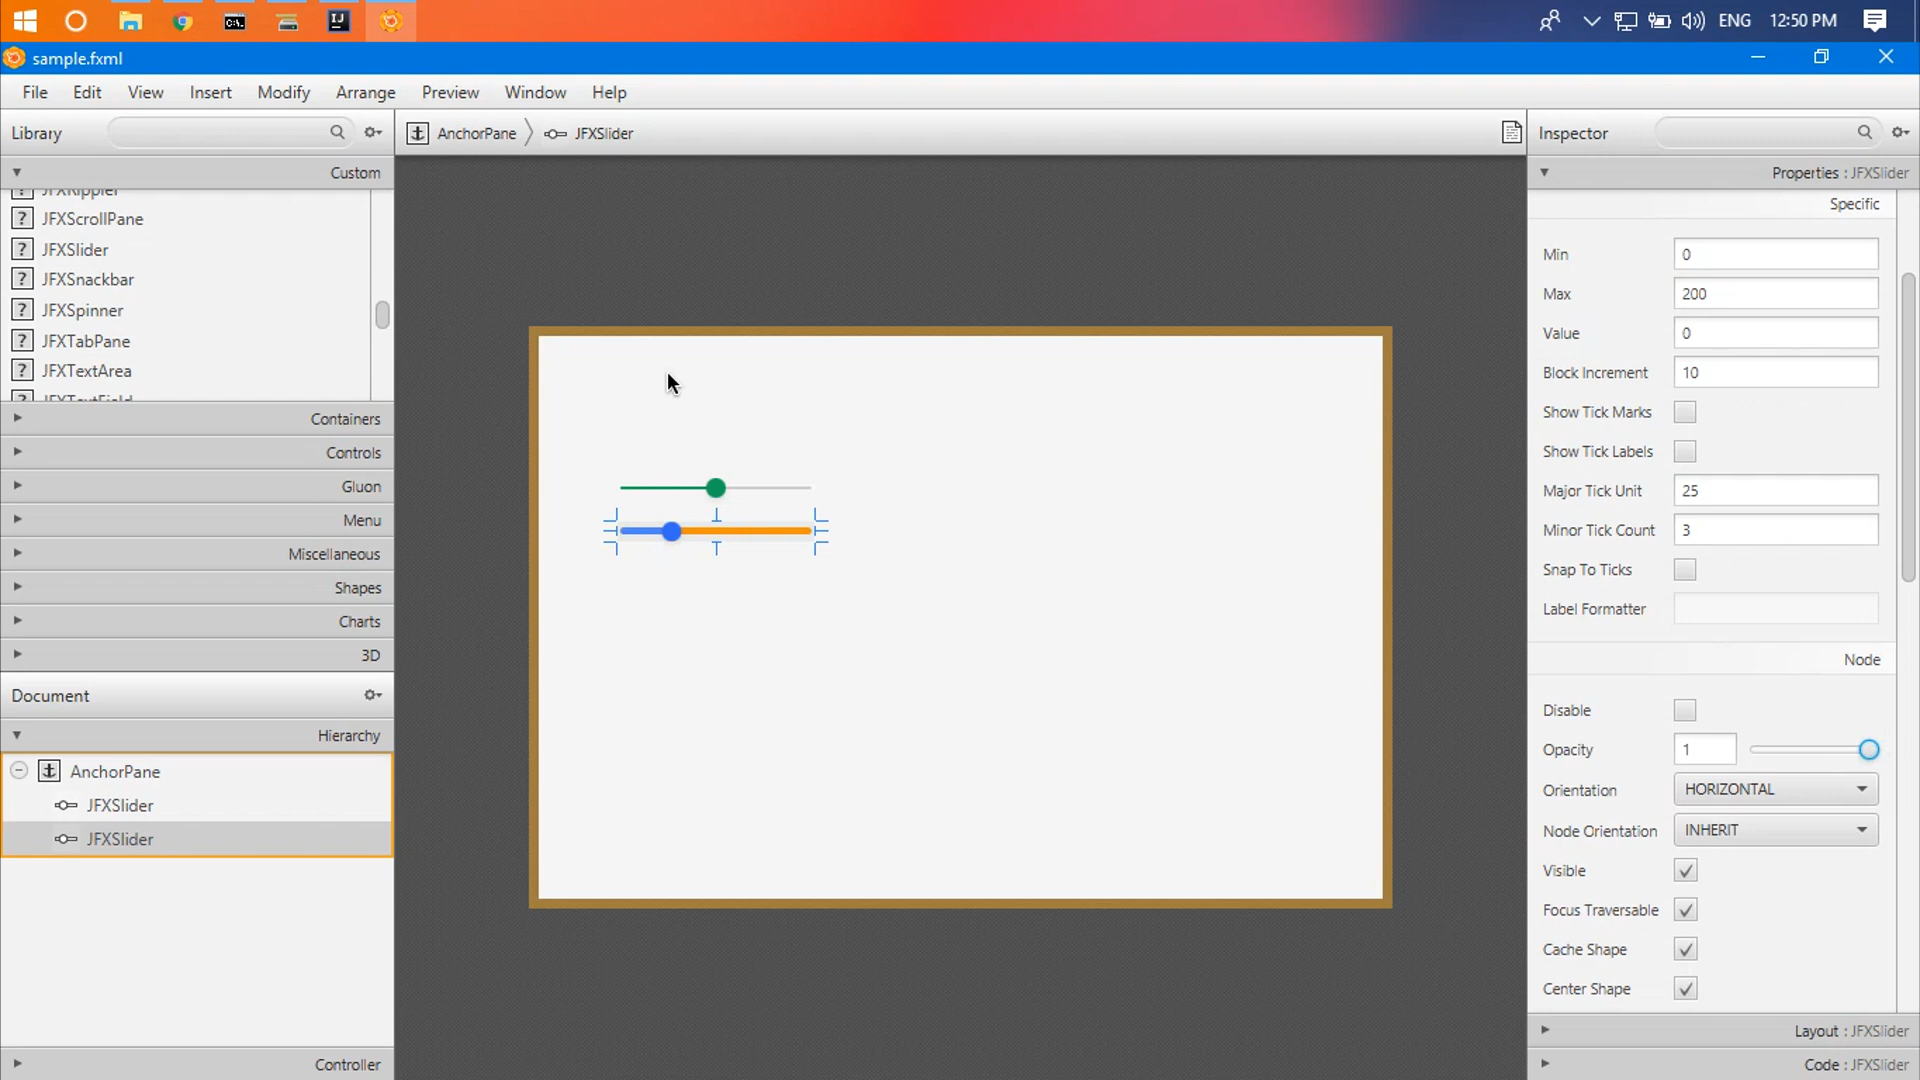 ENG
12:50 PM
sample.fxml
File
Edit
View
Insert
Modify
Arrange
Preview
Window
Help
Library
AnchorPane
JFXSlider
Inspector
Custom
JFXRippler
JFXScrollPane
JFXSlider
JFXSnackbar
JFXSpinner
JFXTabPane
JFXTextArea
JFXTextField
Containers
Controls
Gluon
Menu
Miscellaneous
Shapes
Charts
3D
Document
Hierarchy
AnchorPane
JFXSlider
JFXSlider
Controller
Properties : JFXSlider
Specific
Min 0
Max 200
Value 0
Block Increment 10
Show Tick Marks
Show Tick Labels
Major Tick Unit 25
Minor Tick Count 3
Snap To Ticks
Label Formatter
Node
Disable
Opacity 1
Orientation HORIZONTAL
Node Orientation INHERIT
Visible
Focus Traversable
Cache Shape
Center Shape
Layout : JFXSlider
Code : JFXSlider